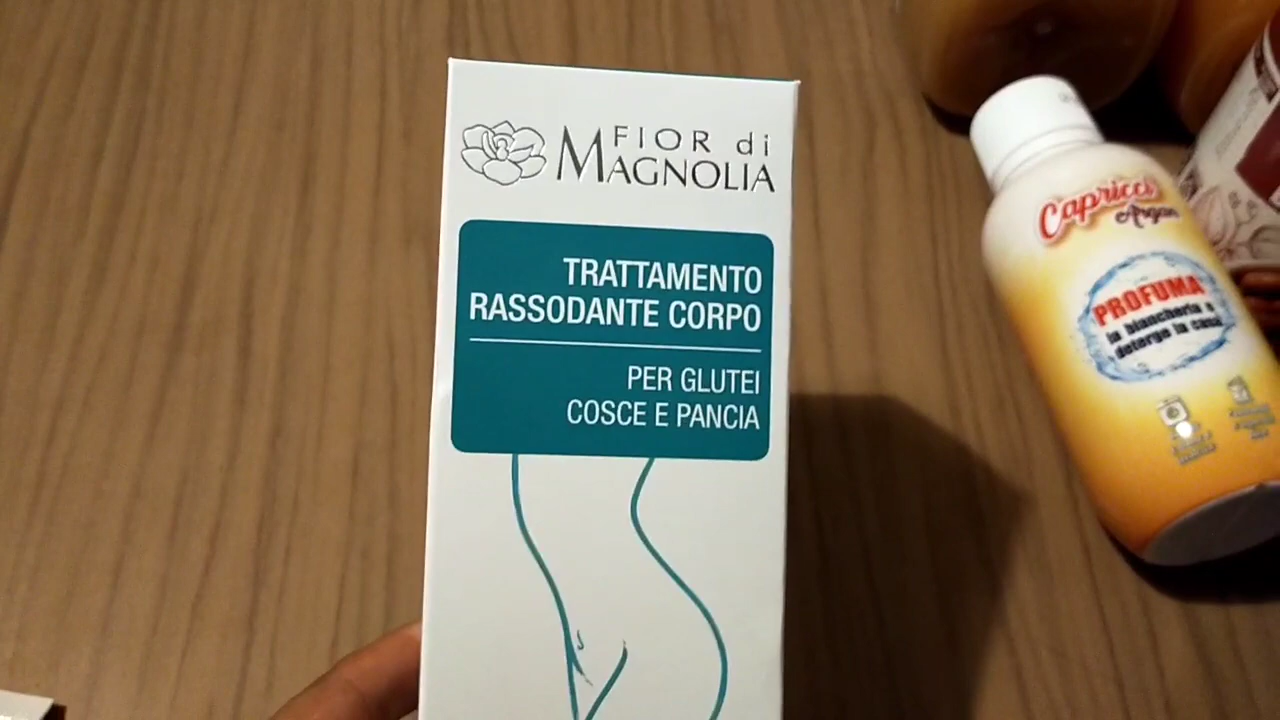 FIOR di
MAGNOLIA
TRATTAMENTO
RASSODANTE CORPO
PER GLUTEI
COSCE E PANCIA
Capricci
Argan
PROFUMA
la biancheria e
deterge la casa